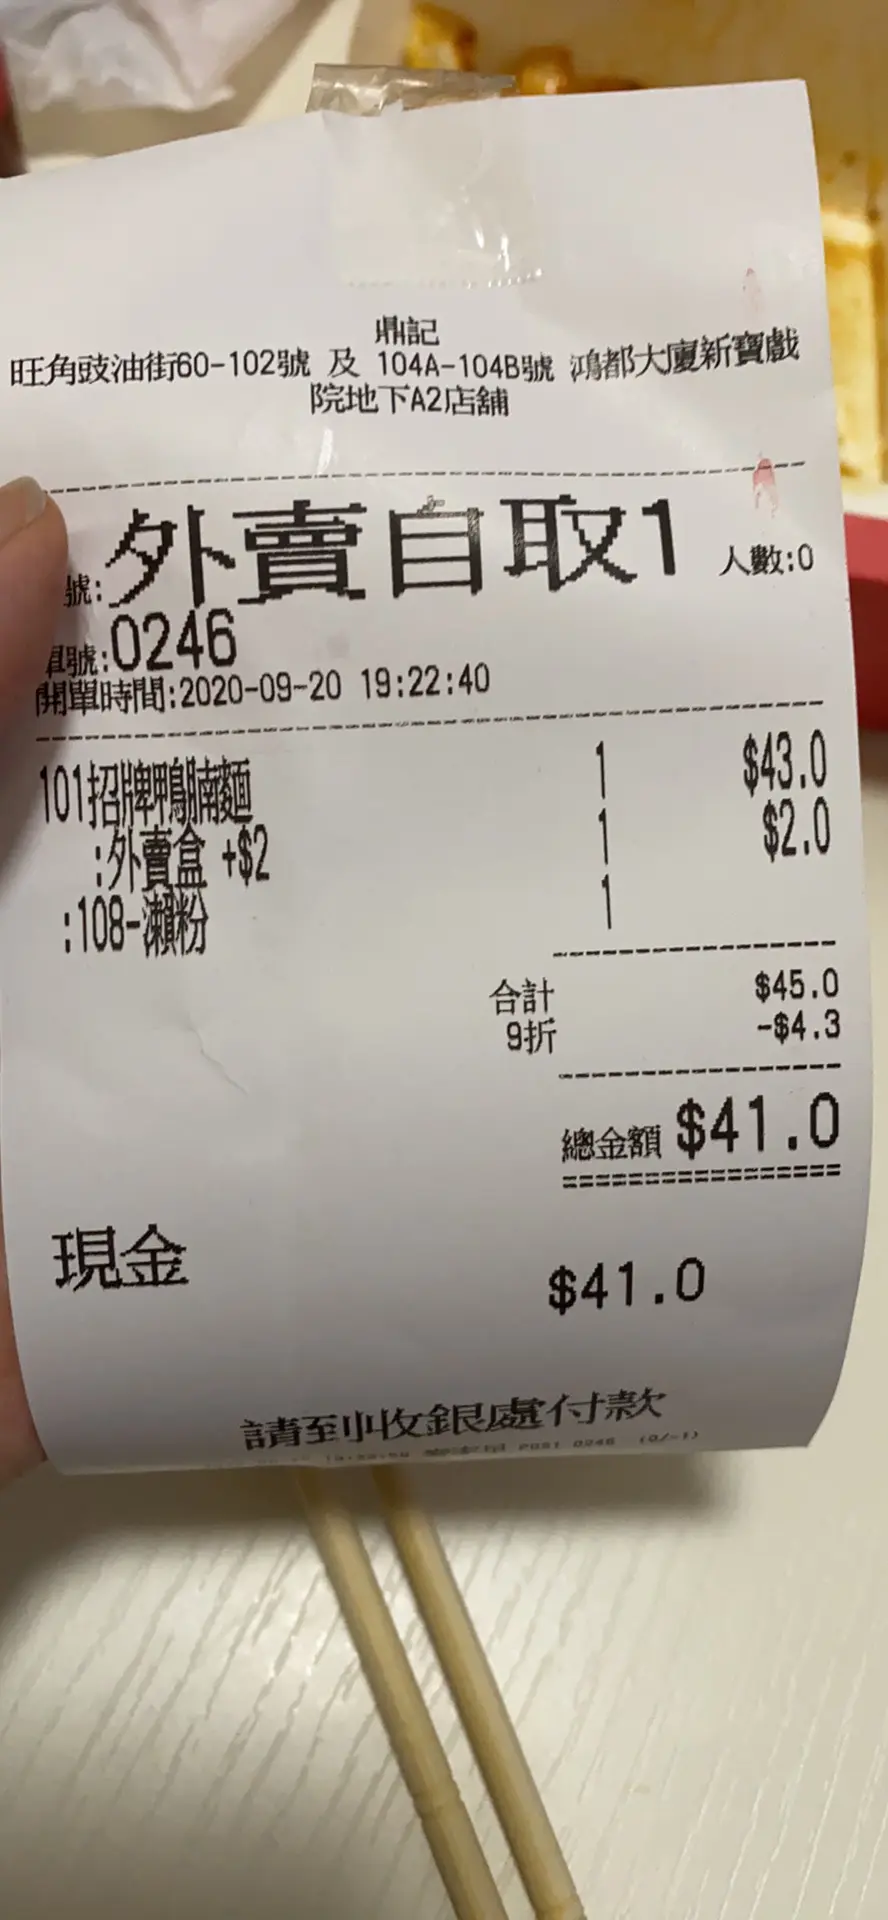 鼎記
旺角豉油街60-102號 及 104A-104B號 鴻都大廈新寶戲
院地下A2店舖
號:外賣自取1 人數:0
單號:0246
開單時間:2020-09-20 19:22:40
101招牌鴨腩麵 1 $43.0
:外賣盒 +$2 1 $2.0
:108-瀨粉 1
合計 $45.0
9折 -$4.3
總金額 $41.0
現金 $41.0
請到收銀處付款
POS1 0246 (0/-1)